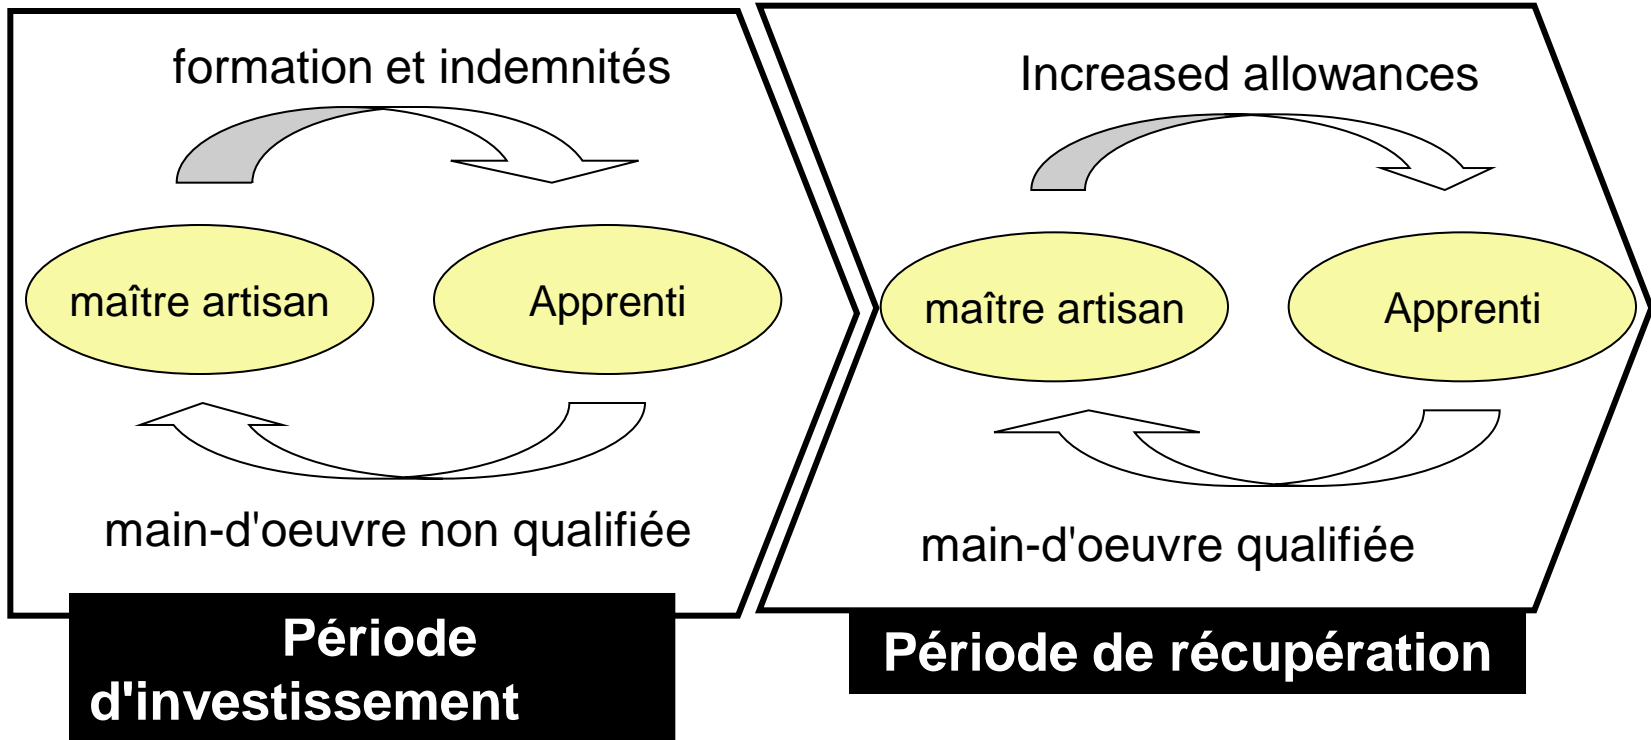 formation et indemnités
maître artisan
Apprenti
main-d'oeuvre non qualifiée
Période
d'investissement
Increased allowances
maître artisan
Apprenti
main-d'oeuvre qualifiée
Période de récupération